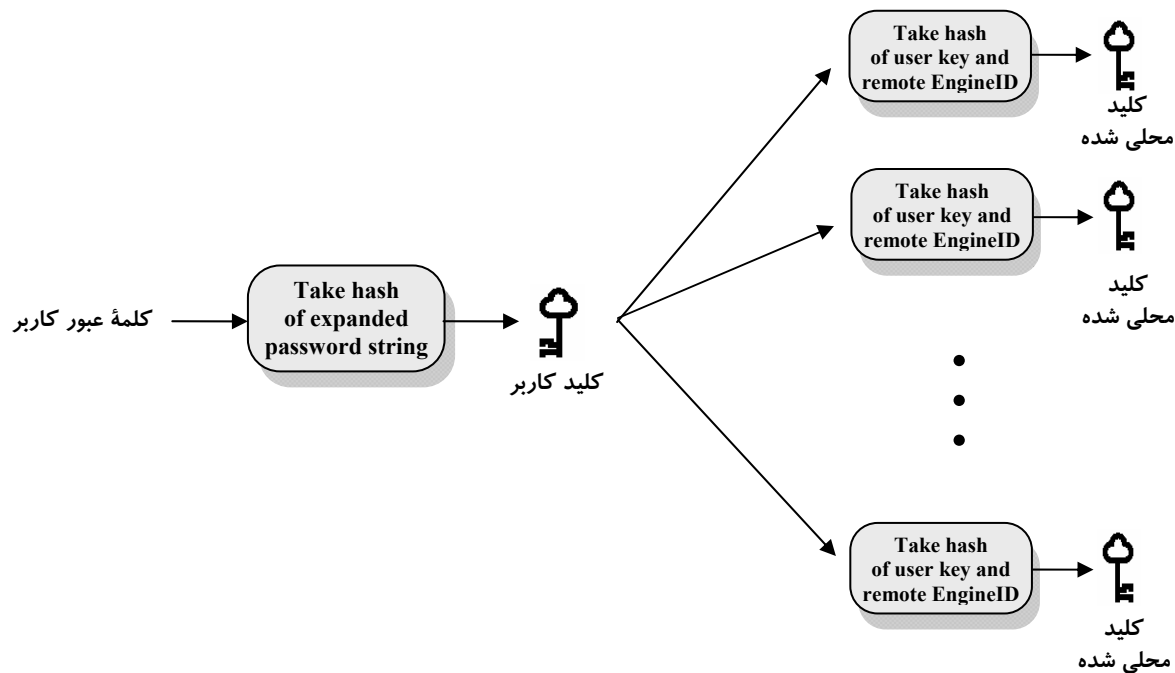 کلمۀ عبور کاربر
Take hash
of expanded
password string
کلید کاربر
Take hash
of user key and
remote EngineID
کلید
محلی شده
Take hash
of user key and
remote EngineID
کلید
محلی شده
Take hash
of user key and
remote EngineID
کلید
محلی شده